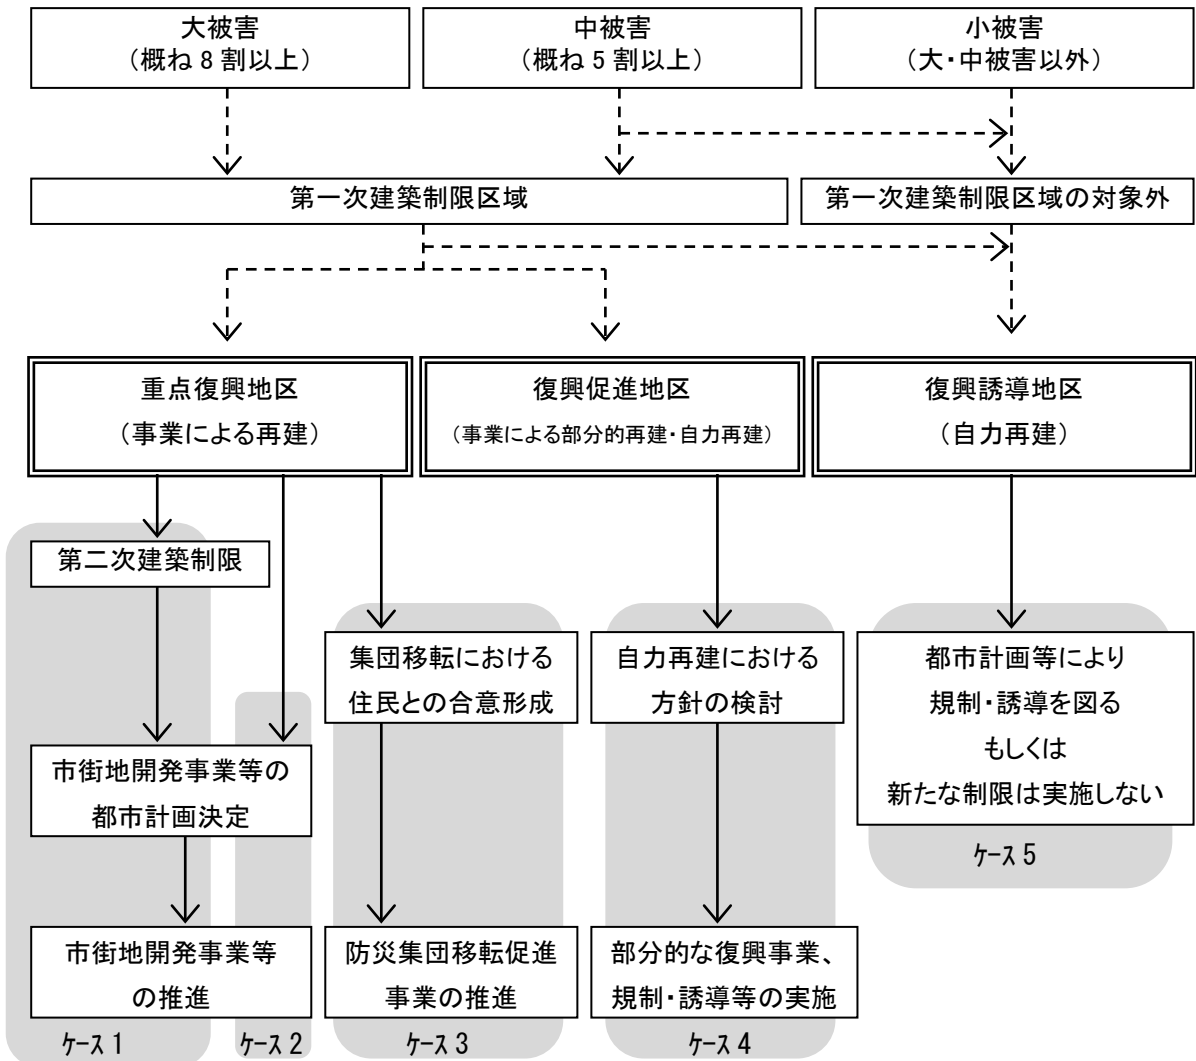 大被害
（概ね 8 割以上）
中被害
（概ね 5 割以上）
小被害
（大・中被害以外）
第一次建築制限区域
第一次建築制限区域の対象外
重点復興地区
（事業による再建）
復興促進地区
（事業による部分的再建・自力再建）
復興誘導地区
（自力再建）
第二次建築制限
集団移転における
住民との合意形成
自力再建における
方針の検討
都市計画等により
規制・誘導を図る
もしくは
新たな制限は実施しない
市街地開発事業等の
都市計画決定
ｹｰｽ 5
市街地開発事業等
の推進
防災集団移転促進
事業の推進
部分的な復興事業、
規制・誘導等の実施
ｹｰｽ 1
ｹｰｽ 2
ｹｰｽ 3
ｹｰｽ 4